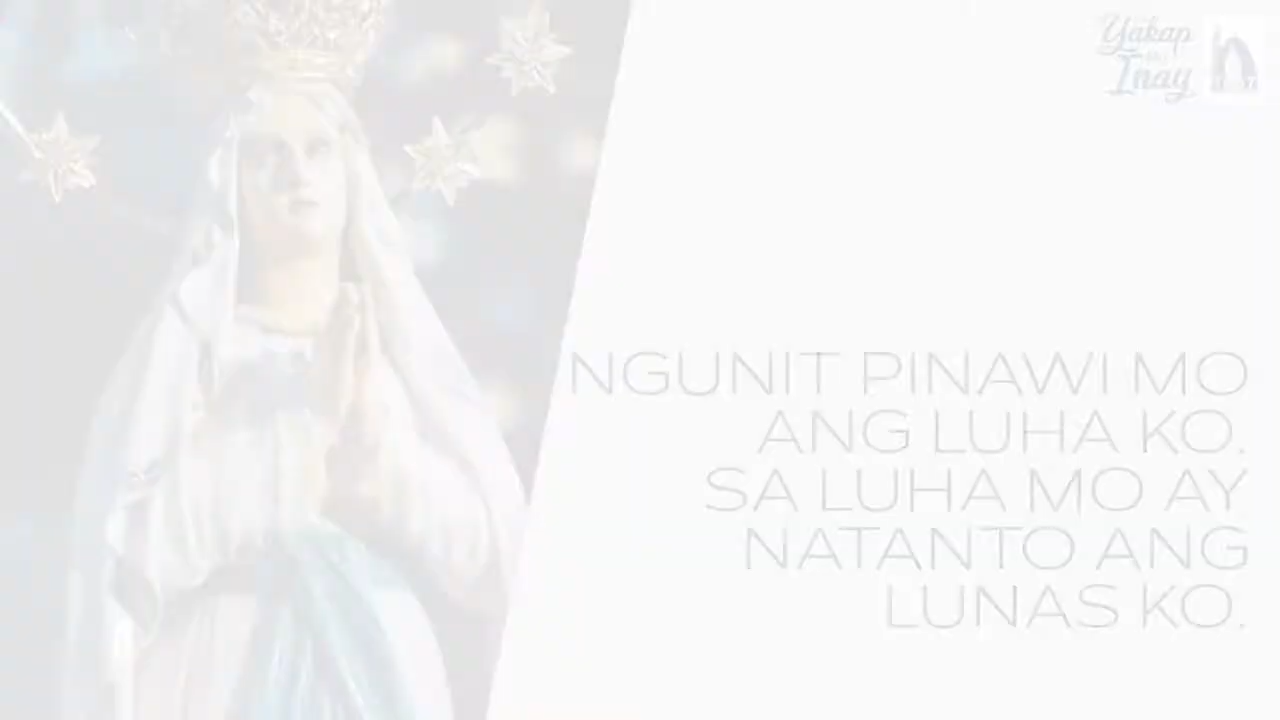 Yakap
Inay
NGUNIT PINAWI MO
ANG LUHA KO.
SA LUHA MO AY
NATANTO ANG
LUNAS KO.